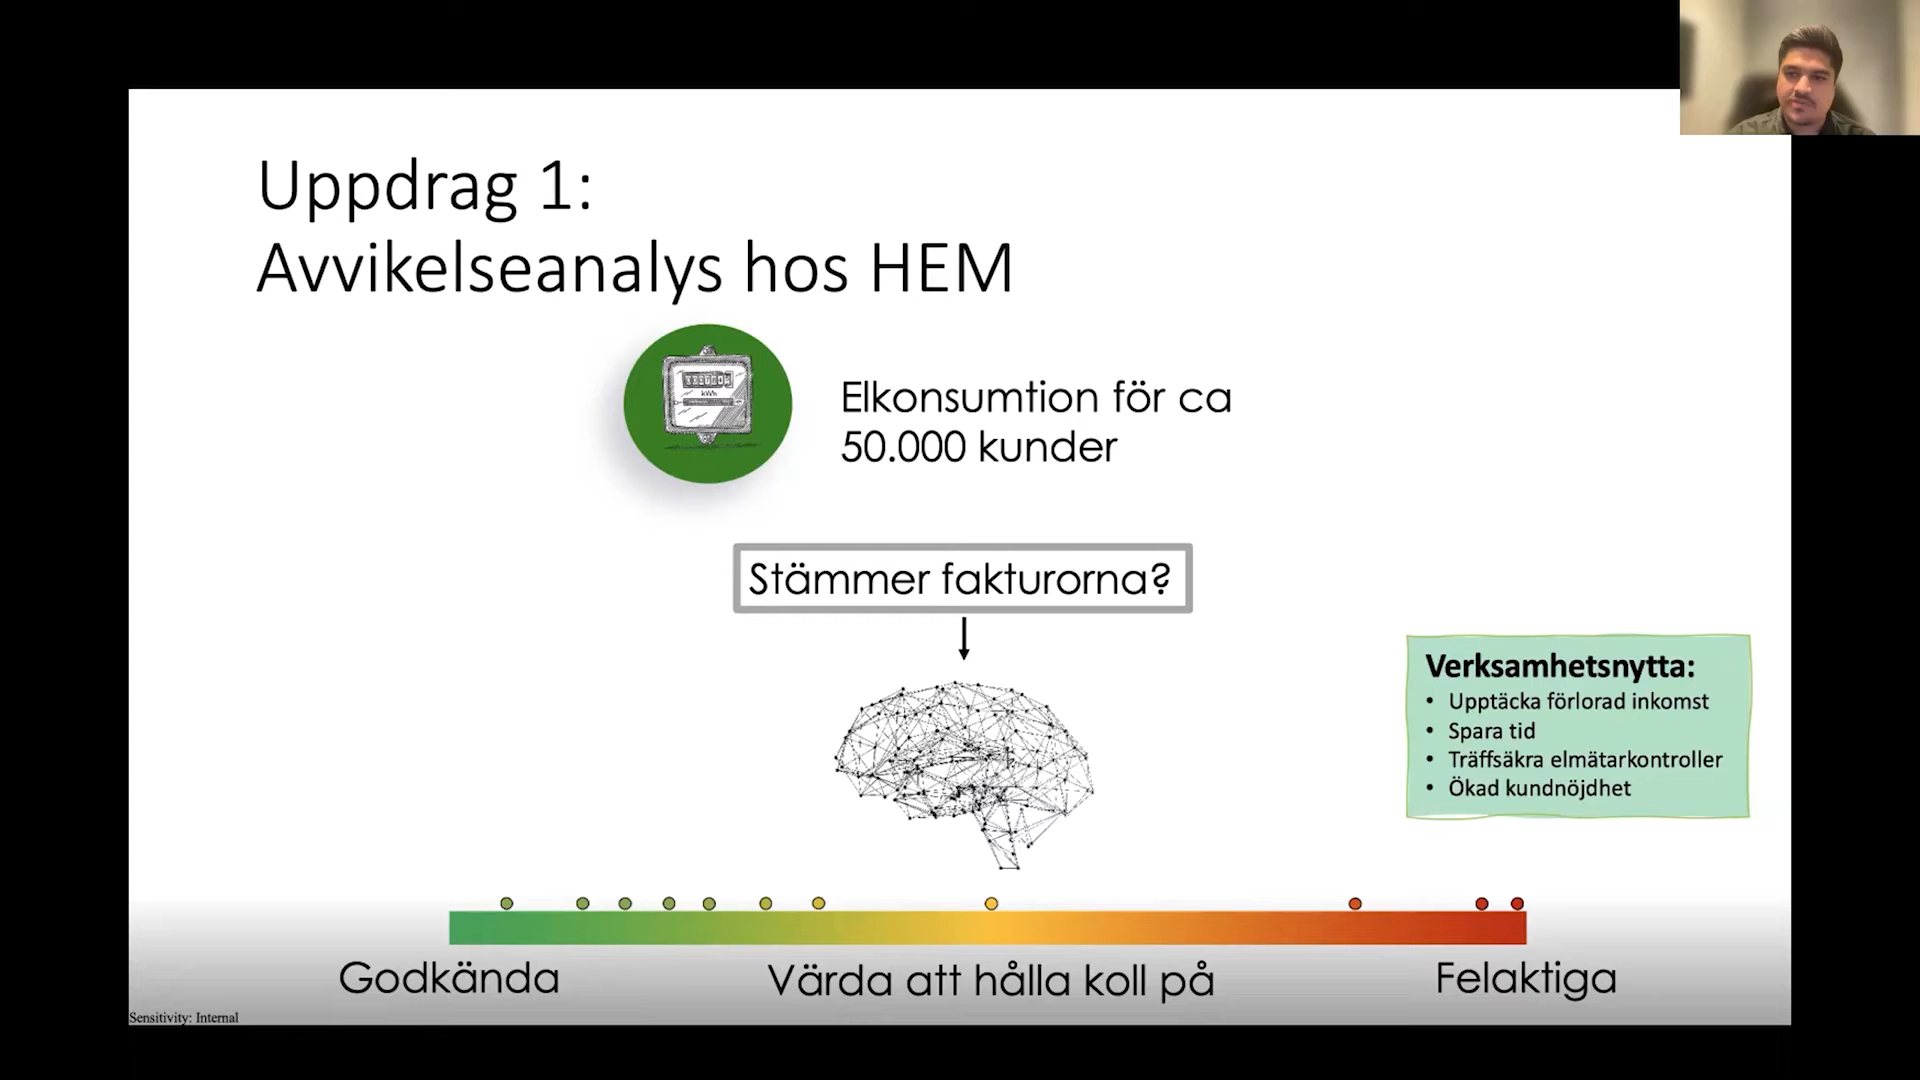 Uppdrag 1:
Avvikelseanalys hos HEM
kWh
Elkonsumtion för ca
50.000 kunder
Stämmer fakturorna?
Verksamhetsnytta:
• Upptäcka förlorad inkomst
• Spara tid
• Träffsäkra elmätarkontroller
• Ökad kundnöjdhet
Godkända
Värda att hålla koll på
Felaktiga
Sensitivity: Internal